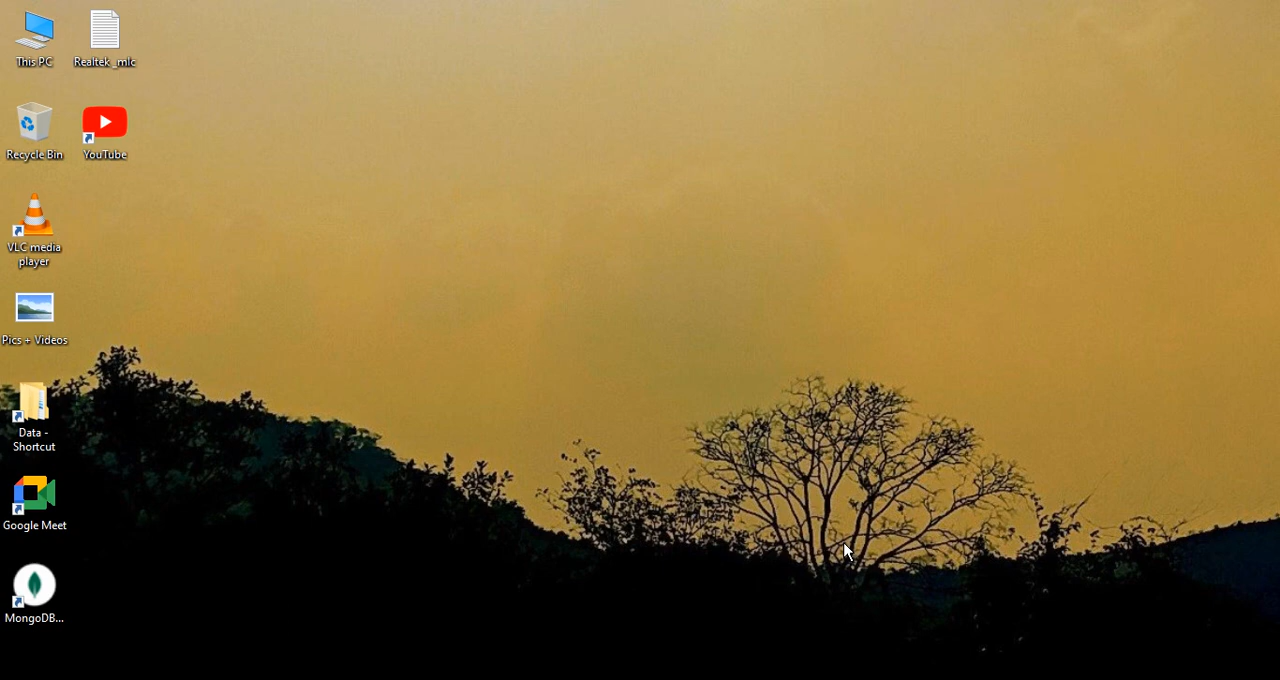 This PC
Realtek _mic
Recycle Bin
YouTube
VLC media
player
Pics + Videos
Data -
Shortcut
Google Meet
MongoDB...